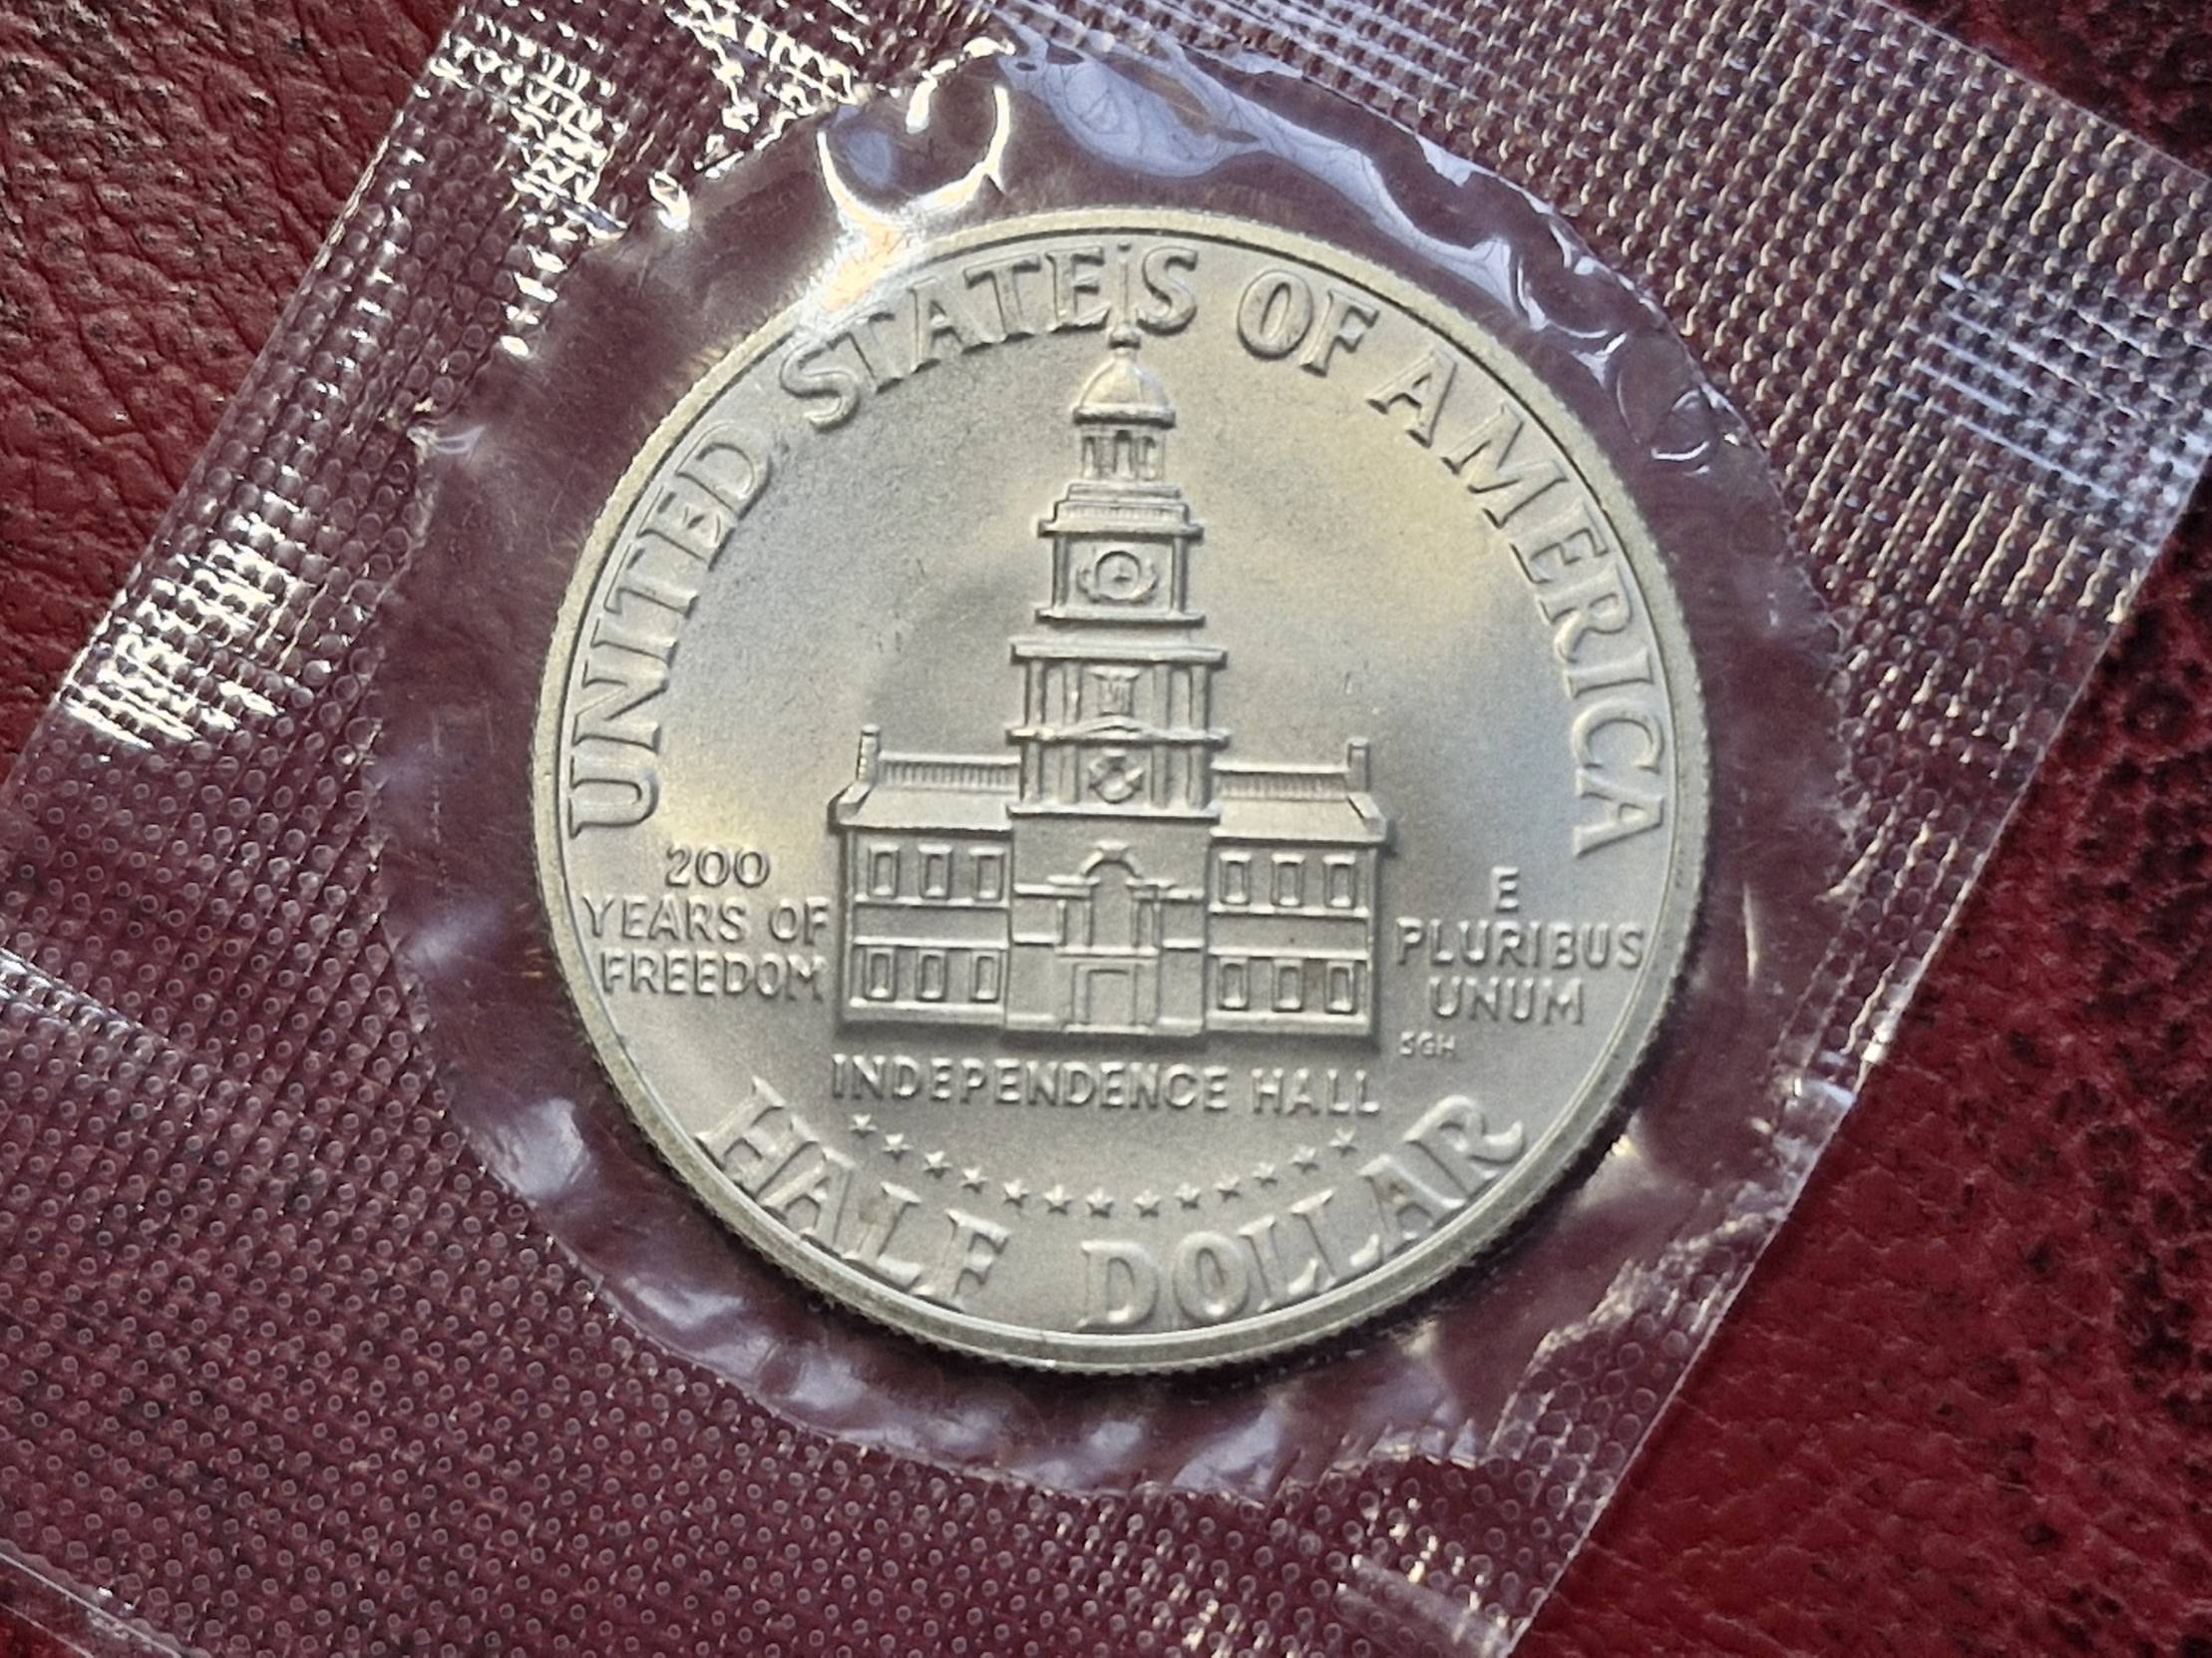 UNITED STATES OF AMERICA
200
YEARS OF
FREEDOM
E
PLURIBUS
UNUM
SGH
INDEPENDENCE HALL
HALF DOLLAR